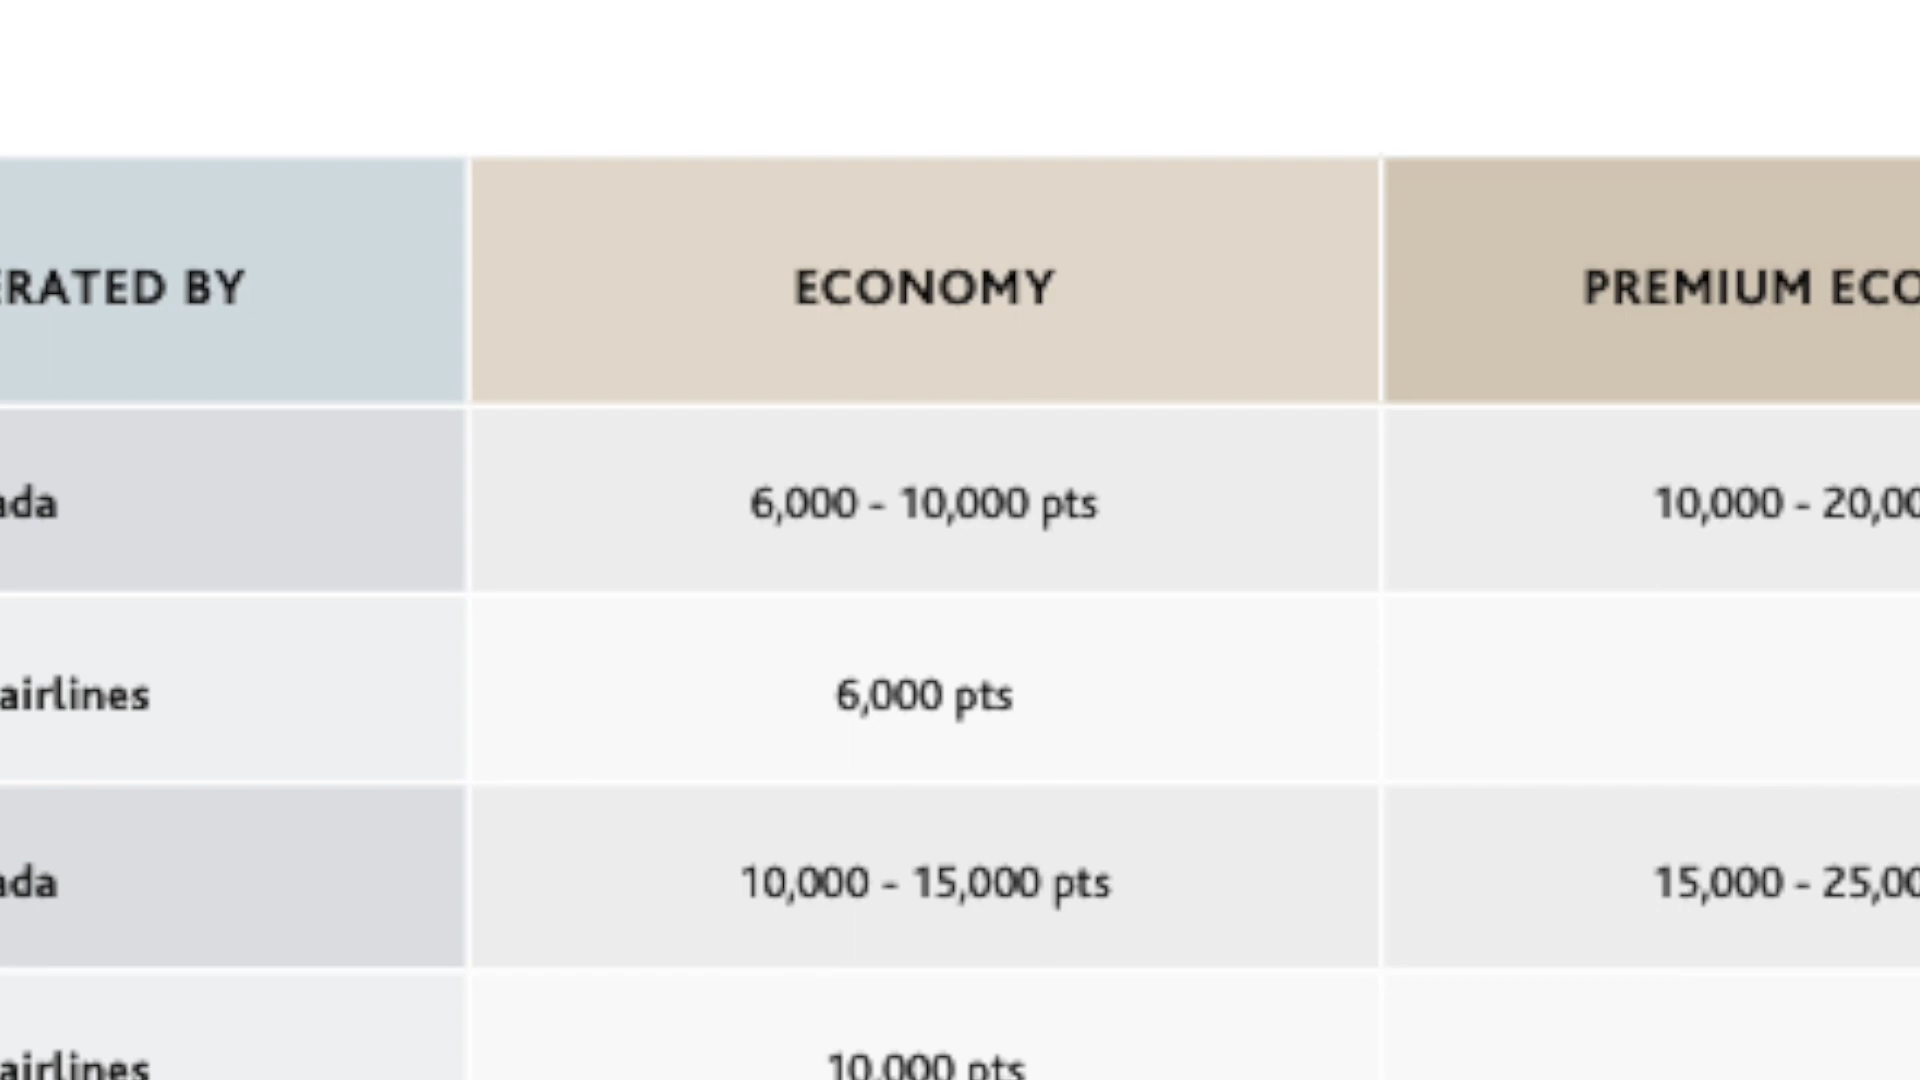 ERATED BY ECONOMY PREMIUM ECO
ada 6,000 - 10,000 pts 10,000 - 20,00
airlines 6,000 pts
ada 10,000 - 15,000 pts 15,000 - 25,00
airlines 10,000 pts